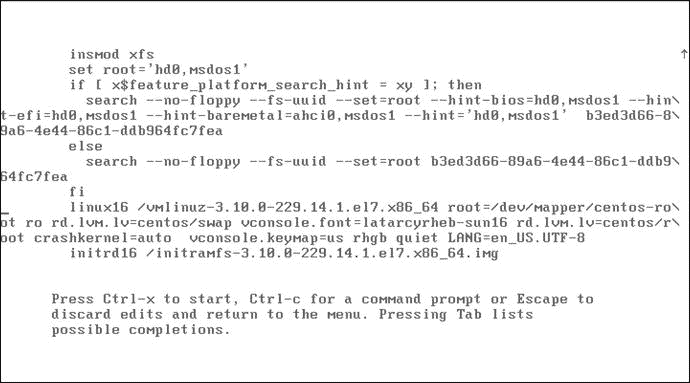 insmod xfs
set root='hd0,msdos1'
if [ x$feature_platform_search_hint = xy ]; then
search --no-floppy --fs-uuid --set=root --hint-bios=hd0,msdos1 --hin\
t-efi=hd0,msdos1 --hint-baremetal=ahci0,msdos1 --hint='hd0,msdos1'  b3ed3d66-8\
9a6-4e44-86c1-ddb964fc7fea
else
search --no-floppy --fs-uuid --set=root b3ed3d66-89a6-4e44-86c1-ddb9\
64fc7fea
fi
linux16 /vmlinuz-3.10.0-229.14.1.el7.x86_64 root=/dev/mapper/centos-ro\
ot ro rd.lvm.lv=centos/swap vconsole.font=latarcyrheb-sun16 rd.lvm.lv=centos/r\
oot crashkernel=auto  vconsole.keymap=us rhgb quiet LANG=en_US.UTF-8
initrd16 /initramfs-3.10.0-229.14.1.el7.x86_64.img
Press Ctrl-x to start, Ctrl-c for a command prompt or Escape to
discard edits and return to the menu. Pressing Tab lists
possible completions.